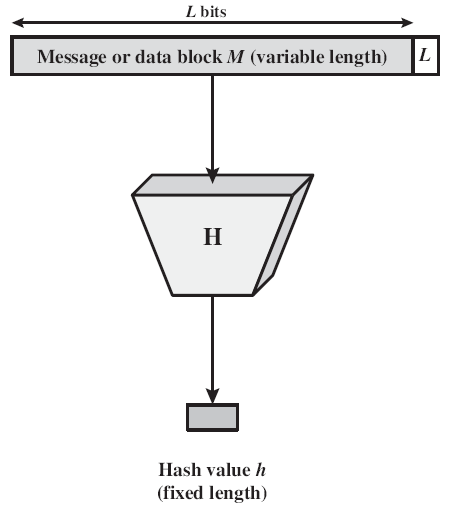 L bits
Message or data block M (variable length) L
H
Hash value h
(fixed length)